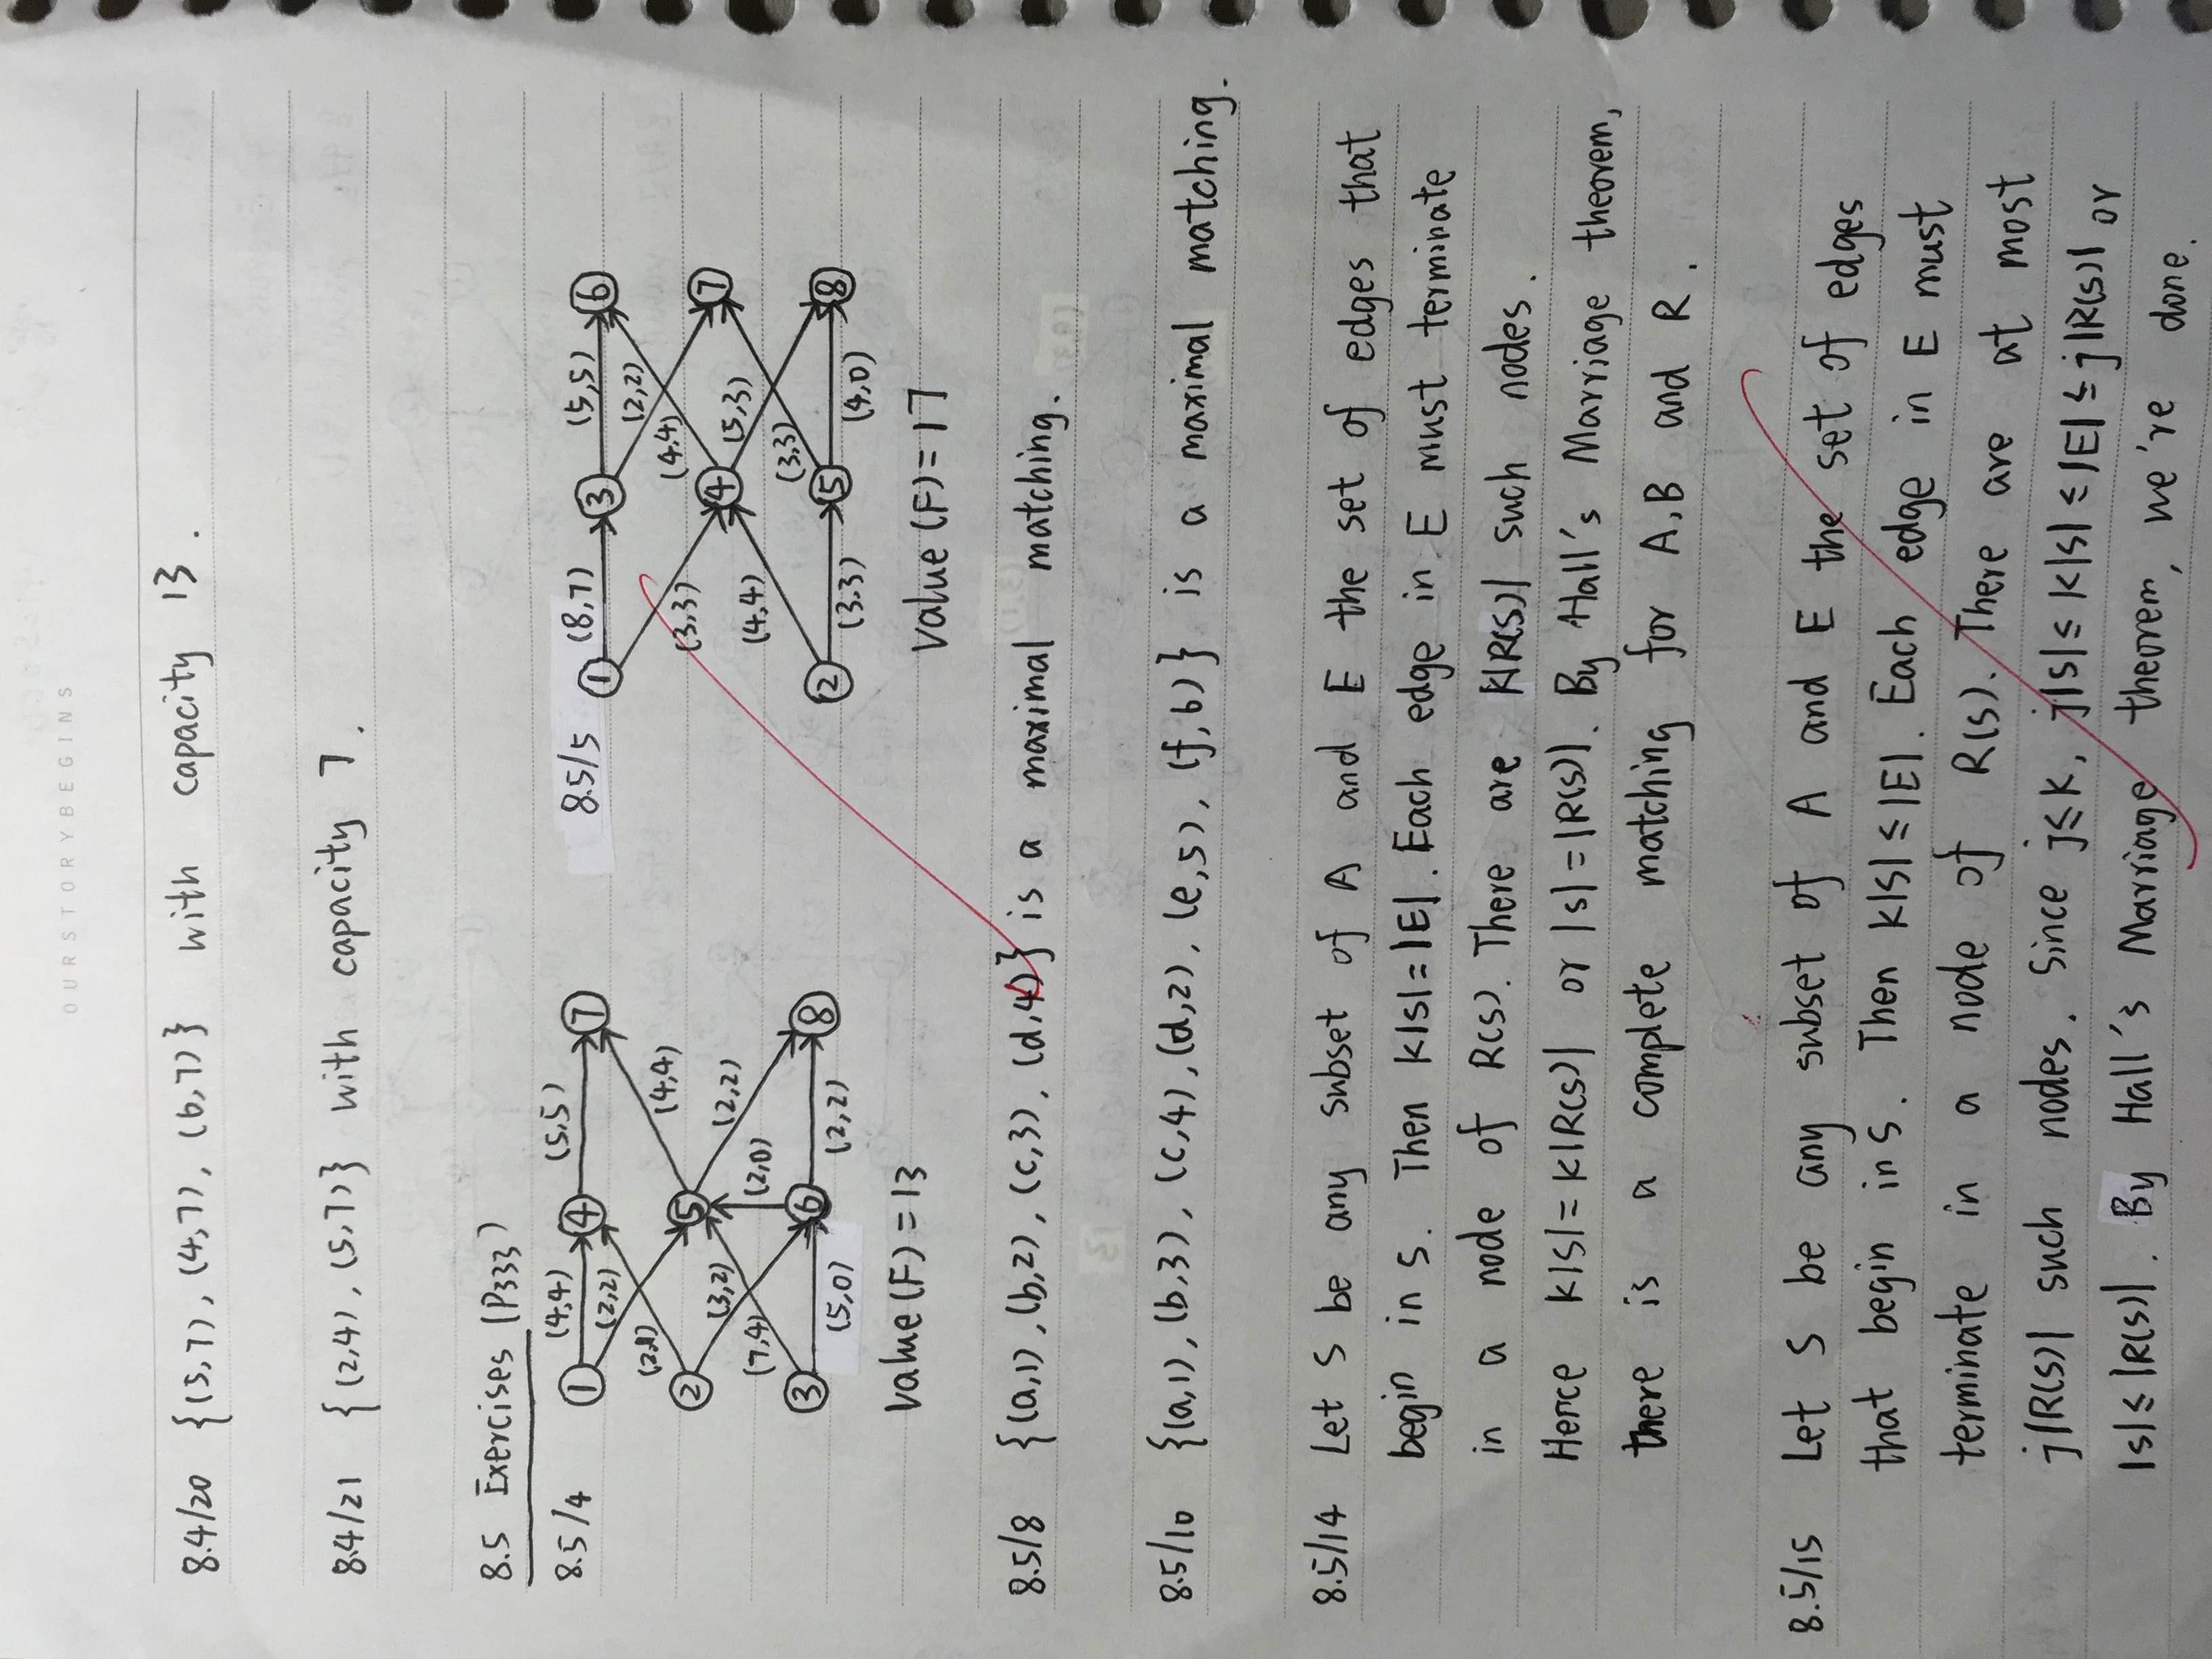 OURSTORYBEGINS
8.4/20 {(5,7), (4,7), (6,7)} with capacity 13.
8.4/21 {(2,4), (5,7)} with capacity 7.
8.5 Exercises (P333)
8.5/4
1 (4,4) 4 (5,5) 7
(2,2)
(2,1)
2 5 (4,4)
(3,2) (2,2)
(7,4) (2,0)
3 6 8
(5,0) (2,2)
Value(F) = 13
8.5/5
1 (8,7) 3 (5,5) 6
(2,2)
(3,3) (4,4)
4 7
(4,4) (5,3)
(3,3)
2 5 8
(3,3) (4,0)
Value(F) = 17
8.5/8 {(a,1), (b,2), (c,3), (d,4)} is a maximal matching.
8.5/10 {(a,1), (b,3), (c,4), (d,2), (e,5), (f,6)} is a maximal matching.
8.5/14 Let S be any subset of A and E the set of edges that
begin in S. Then k|S|=|E|. Each edge in E must terminate
in a node of R(S). There are k|R(S)| such nodes.
Hence k|S|=k|R(S)| or |S|=|R(S)|. By Hall's Marriage theorem,
there is a complete matching for A,B and R.
8.5/15 Let S be any subset of A and E the set of edges
that begin in S. Then k|S|≤|E|. Each edge in E must
terminate in a node of R(S). There are at most
j|R(S)| such nodes. Since j≤k, j|S|≤k|S|≤|E|≤j|R(S)| or
|S|≤|R(S)|. By Hall's Marriage theorem, we're done.